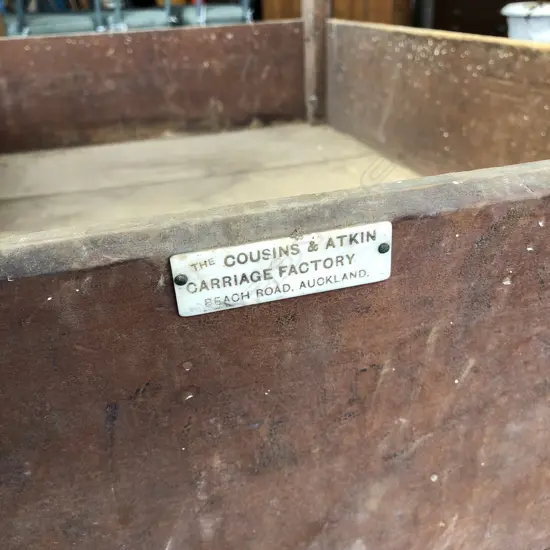 THE COUSINS & ATKIN
CARRIAGE FACTORY
BEACH ROAD, AUCKLAND.